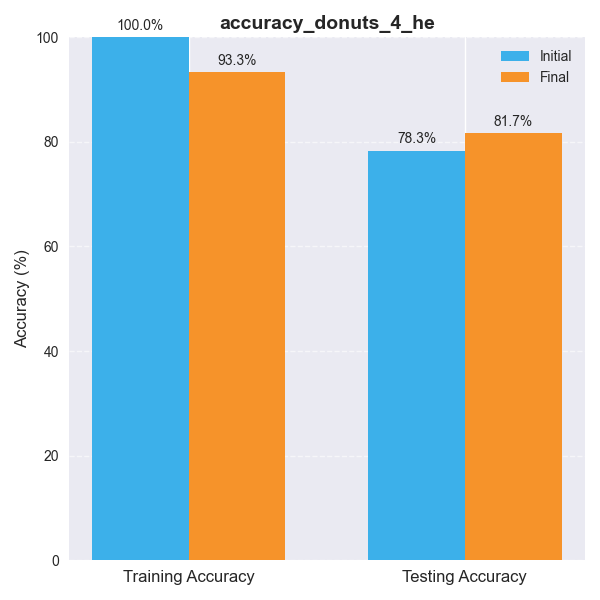 accuracy_donuts_4_he
100.0%
93.3%
78.3%
81.7%
Initial
Final
Accuracy (%)
100
80
60
40
20
0
Training Accuracy
Testing Accuracy